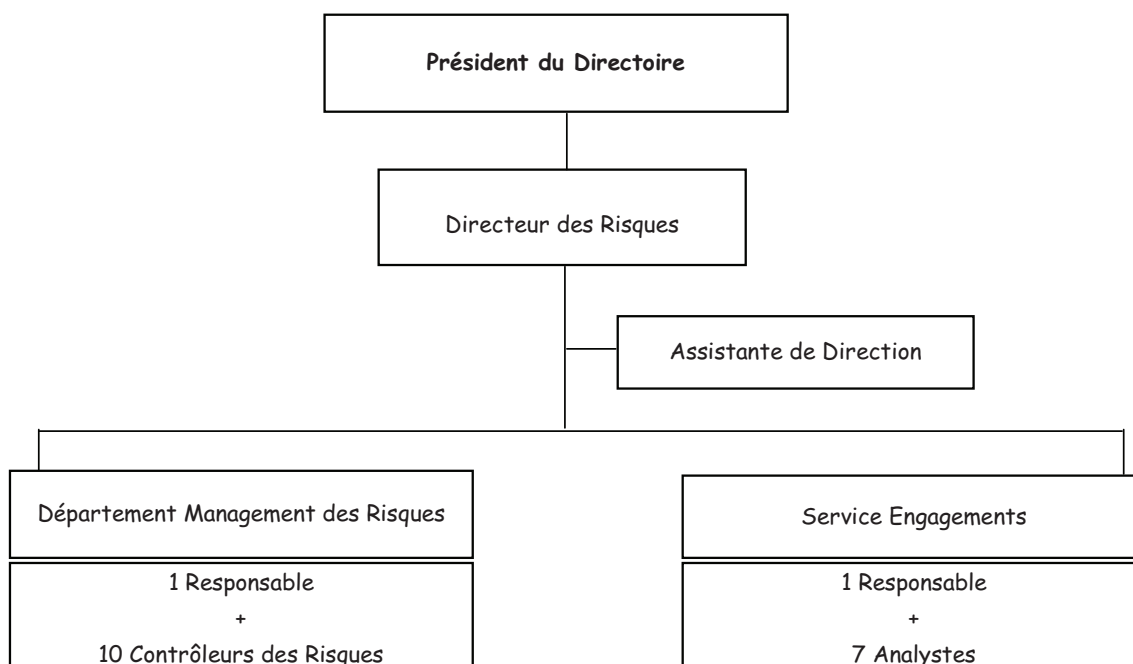 Président du Directoire
Directeur des Risques
Assistante de Direction
Département Management des Risques
1 Responsable
+
10 Contrôleurs des Risques
Service Engagements
1 Responsable
+
7 Analystes